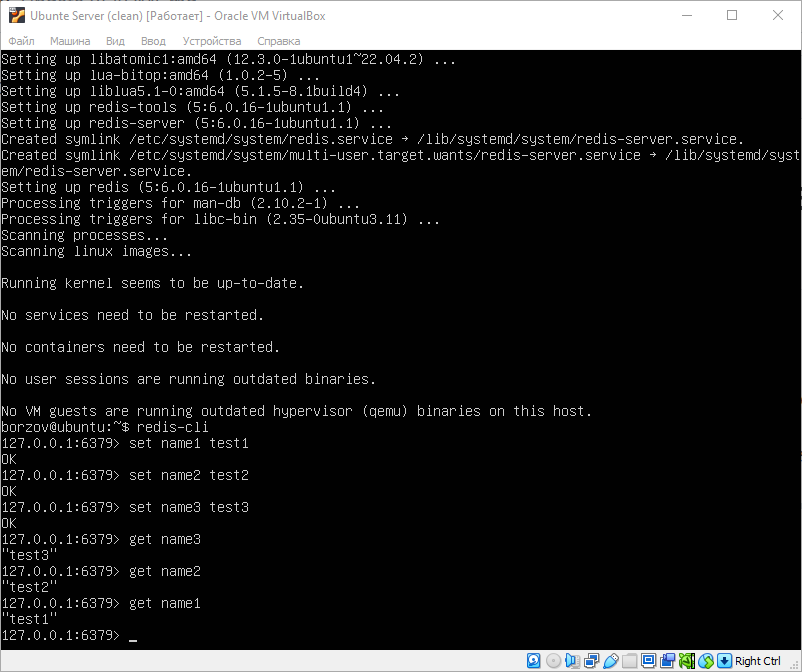 Ubunte Server (clean) [Работает] - Oracle VM VirtualBox
Файл Машина Вид Ввод Устройства Справка
Setting up libatomic1:amd64 (12.3.0-1ubuntu1~22.04.2) ...
Setting up lua-bitop:amd64 (1.0.2-5) ...
Setting up liblua5.1-0:amd64 (5.1.5-8.1build4) ...
Setting up redis-tools (5:6.0.16-1ubuntu1.1) ...
Setting up redis-server (5:6.0.16-1ubuntu1.1) ...
Created symlink /etc/systemd/system/redis.service → /lib/systemd/system/redis-server.service.
Created symlink /etc/systemd/system/multi-user.target.wants/redis-server.service → /lib/systemd/syst
em/redis-server.service.
Setting up redis (5:6.0.16-1ubuntu1.1) ...
Processing triggers for man-db (2.10.2-1) ...
Processing triggers for libc-bin (2.35-0ubuntu3.11) ...
Scanning processes...
Scanning linux images...
Running kernel seems to be up-to-date.
No services need to be restarted.
No containers need to be restarted.
No user sessions are running outdated binaries.
No VM guests are running outdated hypervisor (qemu) binaries on this host.
borzov@ubuntu:~$ redis-cli
127.0.0.1:6379> set name1 test1
OK
127.0.0.1:6379> set name2 test2
OK
127.0.0.1:6379> set name3 test3
OK
127.0.0.1:6379> get name3
"test3"
127.0.0.1:6379> get name2
"test2"
127.0.0.1:6379> get name1
"test1"
127.0.0.1:6379> _
Right Ctrl